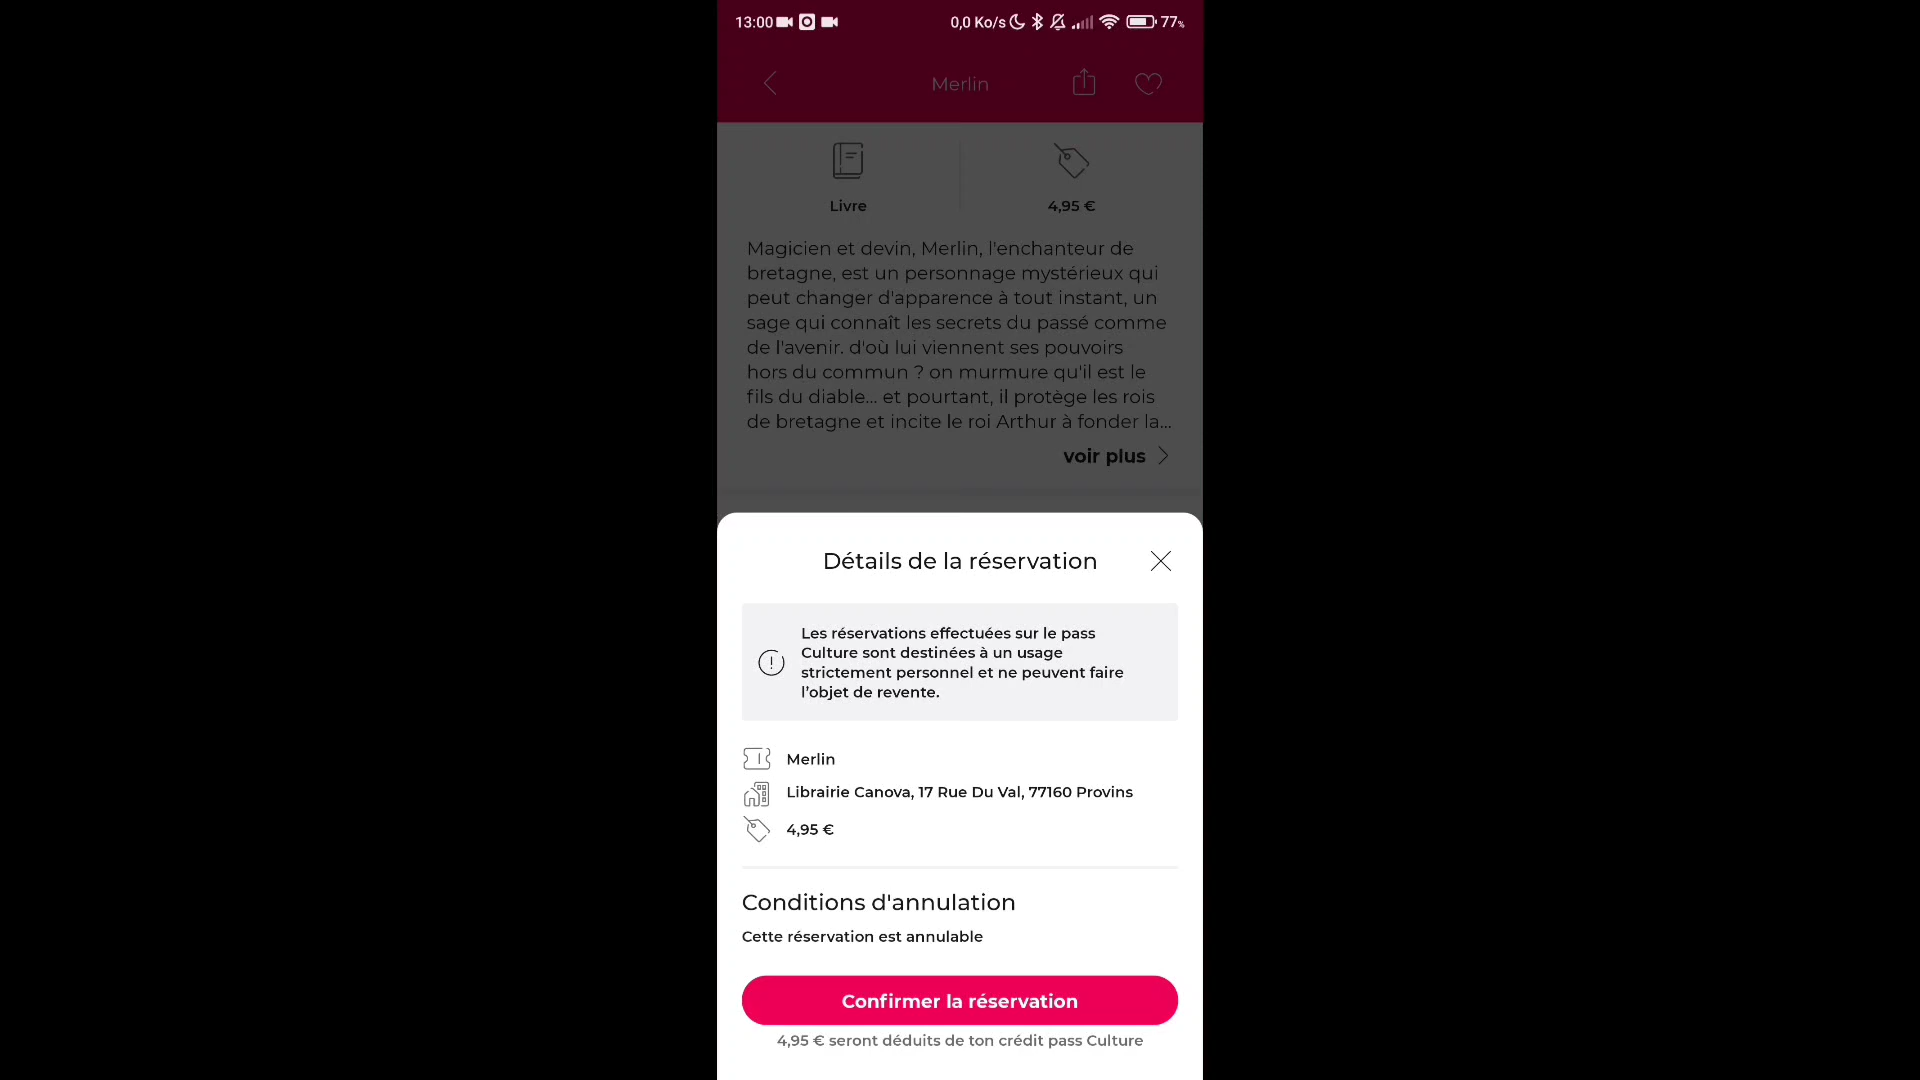 13:00 0,0 Ko/s 77%
Merlin
Livre 4,95 €
Magicien et devin, Merlin, l'enchanteur de
bretagne, est un personnage mystérieux qui
peut changer d'apparence à tout instant, un
sage qui connaît les secrets du passé comme
de l'avenir. d'où lui viennent ses pouvoirs
hors du commun ? on murmure qu'il est le
fils du diable... et pourtant, il protège les rois
de bretagne et incite le roi Arthur à fonder la...
voir plus
Détails de la réservation
Les réservations effectuées sur le pass
Culture sont destinées à un usage
strictement personnel et ne peuvent faire
l’objet de revente.
Merlin
Librairie Canova, 17 Rue Du Val, 77160 Provins
4,95 €
Conditions d'annulation
Cette réservation est annulable
Confirmer la réservation
4,95 € seront déduits de ton crédit pass Culture